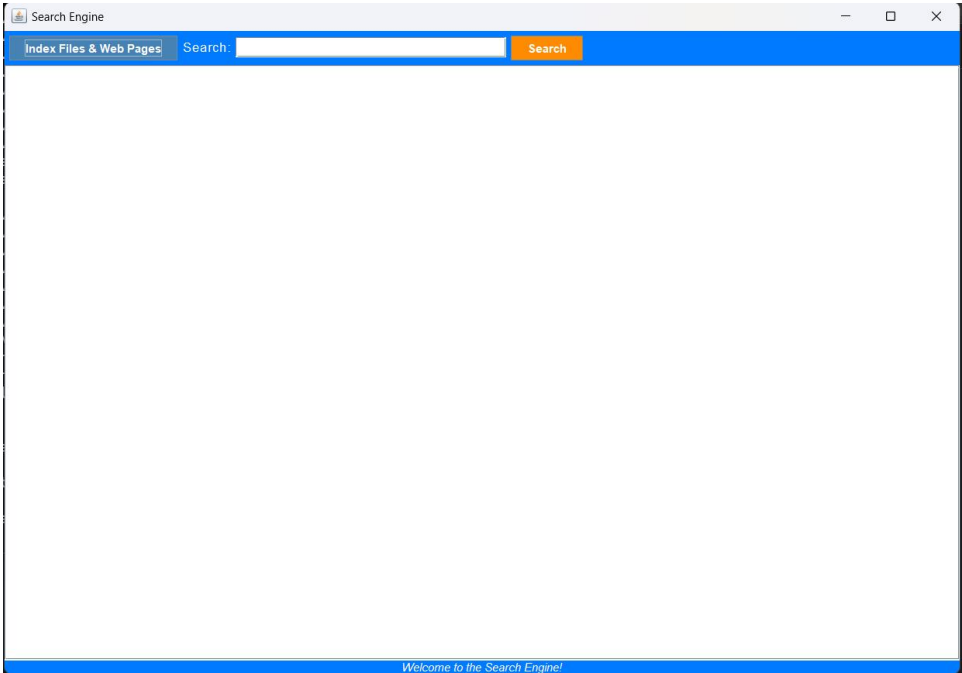 Search Engine
Index Files & Web Pages Search: Search
Welcome to the Search Engine!